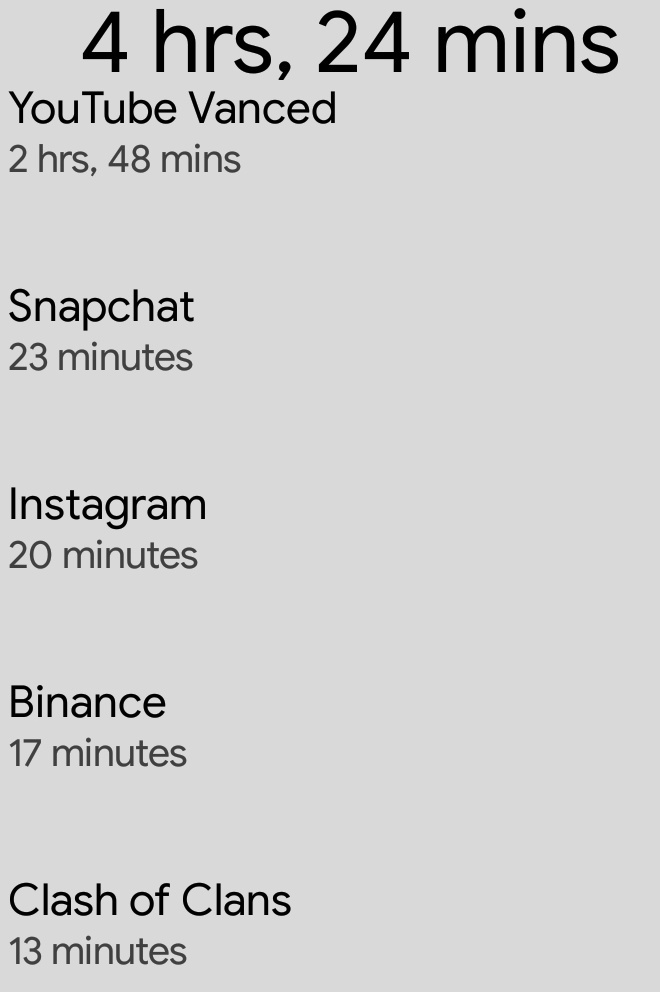 4 hrs, 24 mins
YouTube Vanced
2 hrs, 48 mins
Snapchat
23 minutes
Instagram
20 minutes
Binance
17 minutes
Clash of Clans
13 minutes